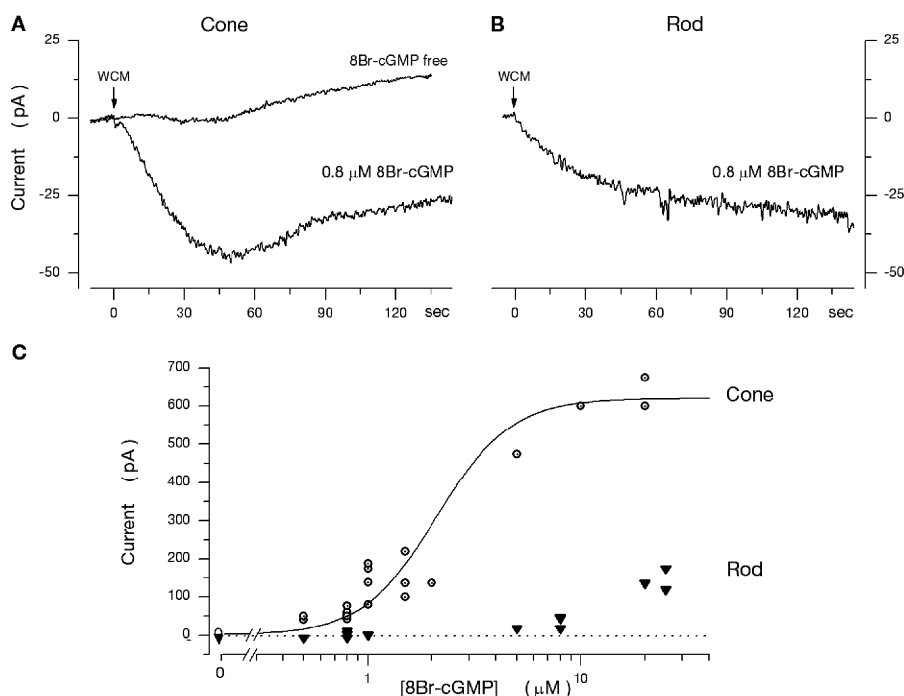 A
Cone
B
Rod
25
0
-25
-50
Current (pA)
WCM
8Br-cGMP free
0.8 μM 8Br-cGMP
0 30 60 90 120 sec
WCM
0.8 μM 8Br-cGMP
25
0
-25
-50
0 30 60 90 120 sec
C
700
600
500
400
300
200
100
0
Current (pA)
Cone
Rod
0 1 10
[8Br-cGMP] (μM)